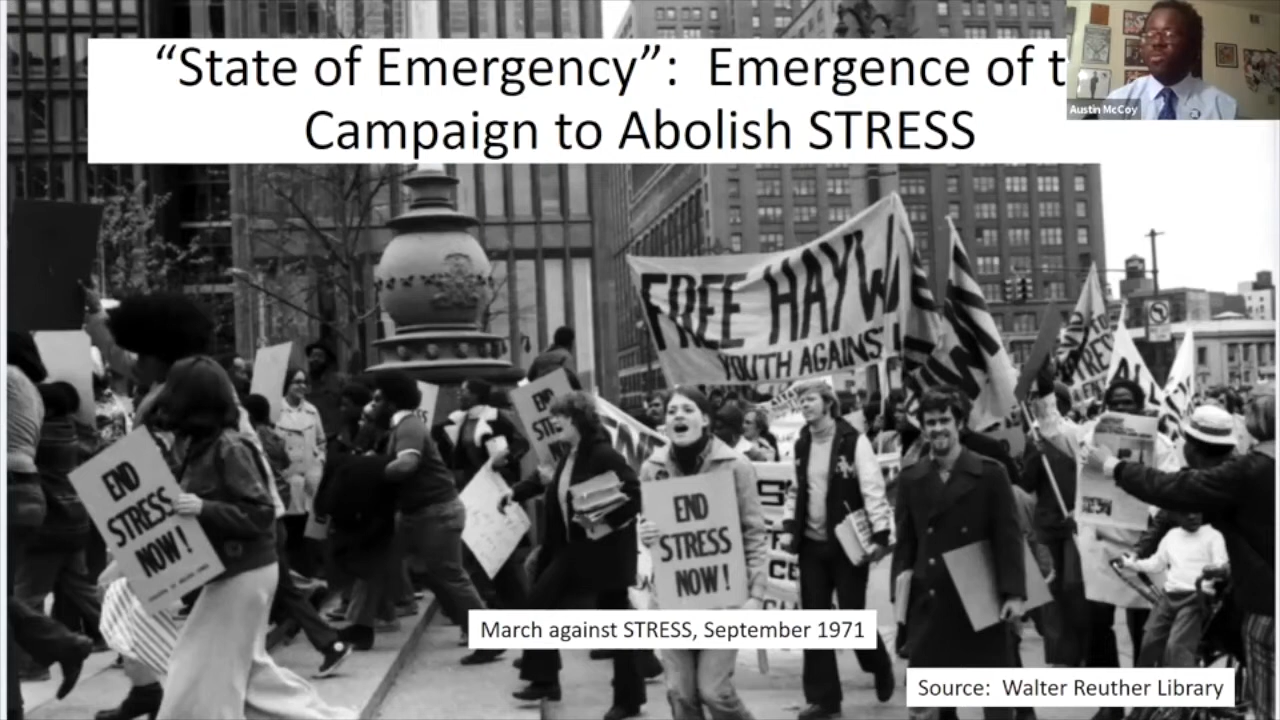 “State of Emergency”: Emergence of t
Campaign to Abolish STRESS
Austin McCoy
FREE HAYW
YOUTH AGAINST
END
STRESS
NOW!
END
STRESS
NOW!
March against STRESS, September 1971
Source: Walter Reuther Library